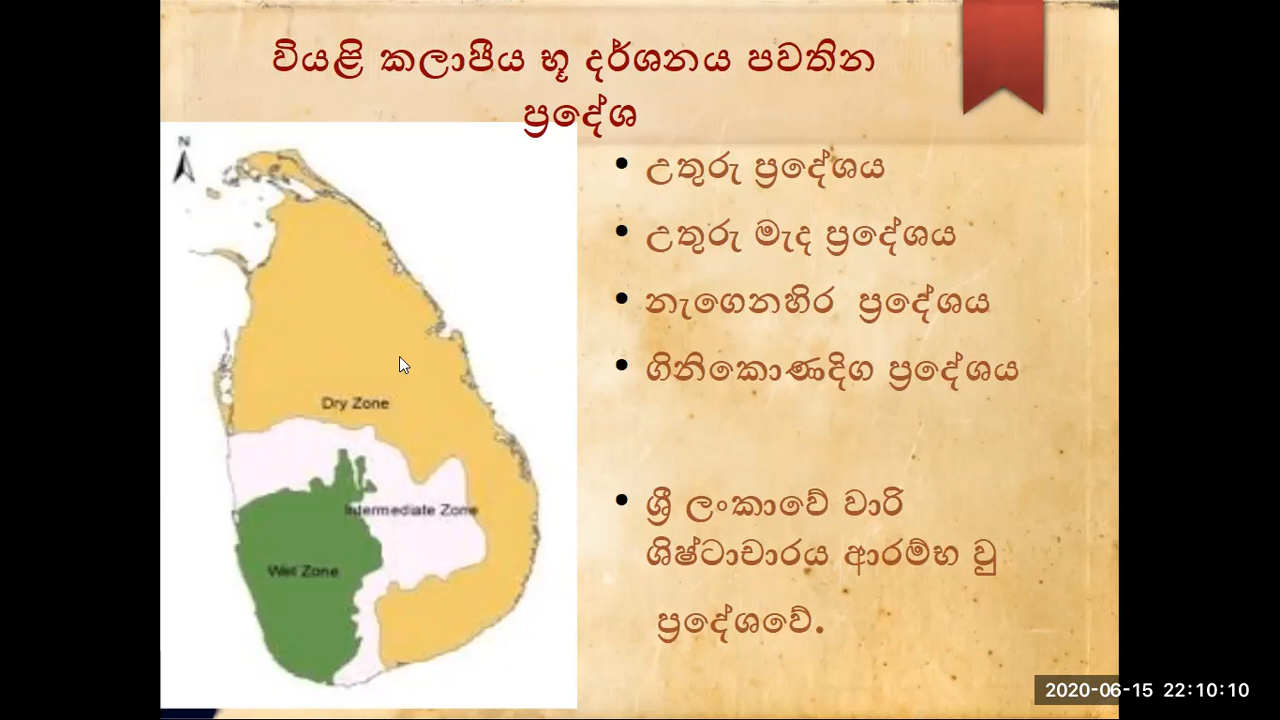 වියළි කලාපීය භූ දර්ශනය පවතින
ප්‍රදේශ
N
Dry Zone
Intermediate Zone
Wet Zone
• උතුරු ප්‍රදේශය
• උතුරු මැද ප්‍රදේශය
• නැගෙනහිර ප්‍රදේශය
• ගිනිකොණදිග ප්‍රදේශය
• ශ්‍රී ලංකාවේ වාරි
ශිෂ්ටාචාරය ආරම්භ වු
ප්‍රදේශවේ.
2020-06-15 22:10:10